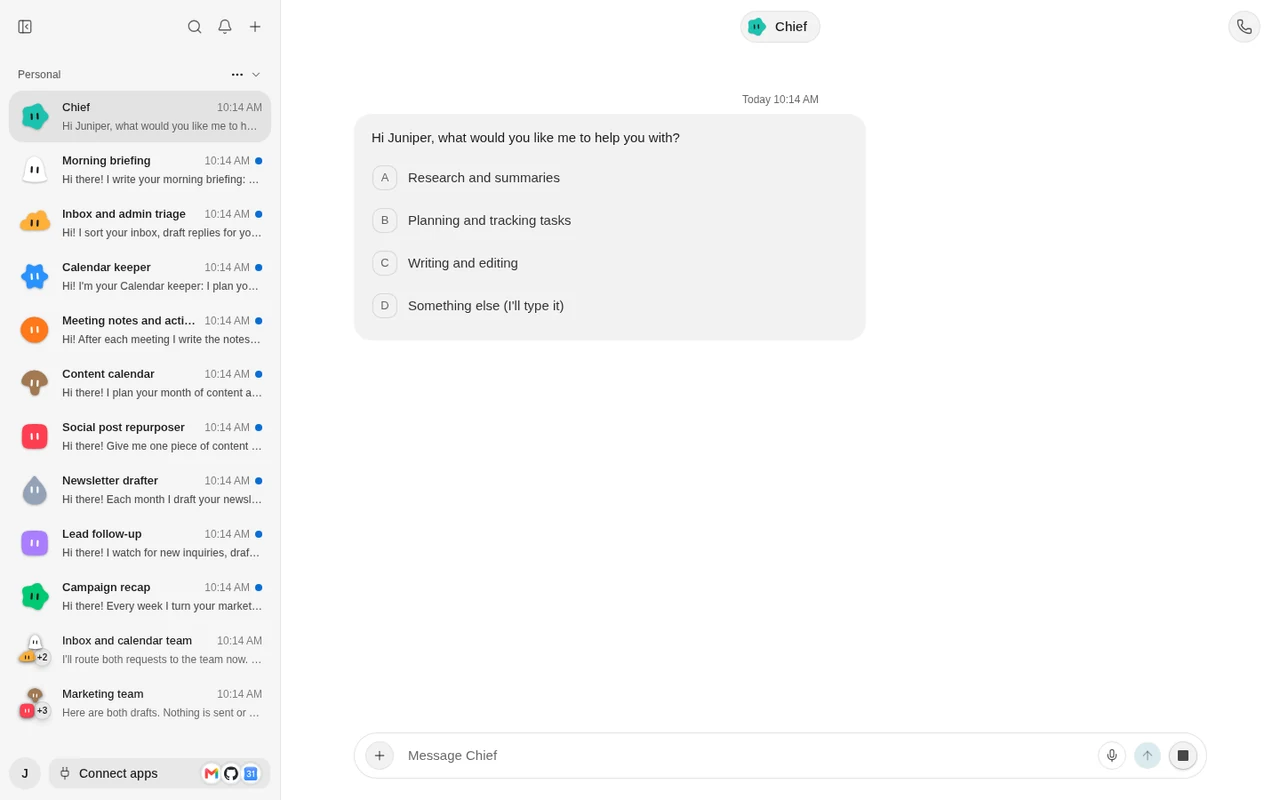 Personal
Chief 10:14 AM
Hi Juniper, what would you like me to h…
Morning briefing 10:14 AM
Hi there! I write your morning briefing: …
Inbox and admin triage 10:14 AM
Hi! I sort your inbox, draft replies for yo…
Calendar keeper 10:14 AM
Hi! I'm your Calendar keeper: I plan yo…
Meeting notes and acti… 10:14 AM
Hi! After each meeting I write the notes…
Content calendar 10:14 AM
Hi there! I plan your month of content a…
Social post repurposer 10:14 AM
Hi there! Give me one piece of content …
Newsletter drafter 10:14 AM
Hi there! Each month I draft your newsl…
Lead follow-up 10:14 AM
Hi there! I watch for new inquiries, draf…
Campaign recap 10:14 AM
Hi there! Every week I turn your market…
Inbox and calendar team 10:14 AM
+2
I'll route both requests to the team now. …
Marketing team 10:14 AM
+3
Here are both drafts. Nothing is sent or …
J
Connect apps
31
Chief
Today 10:14 AM
Hi Juniper, what would you like me to help you with?
A Research and summaries
B Planning and tracking tasks
C Writing and editing
D Something else (I'll type it)
Message Chief